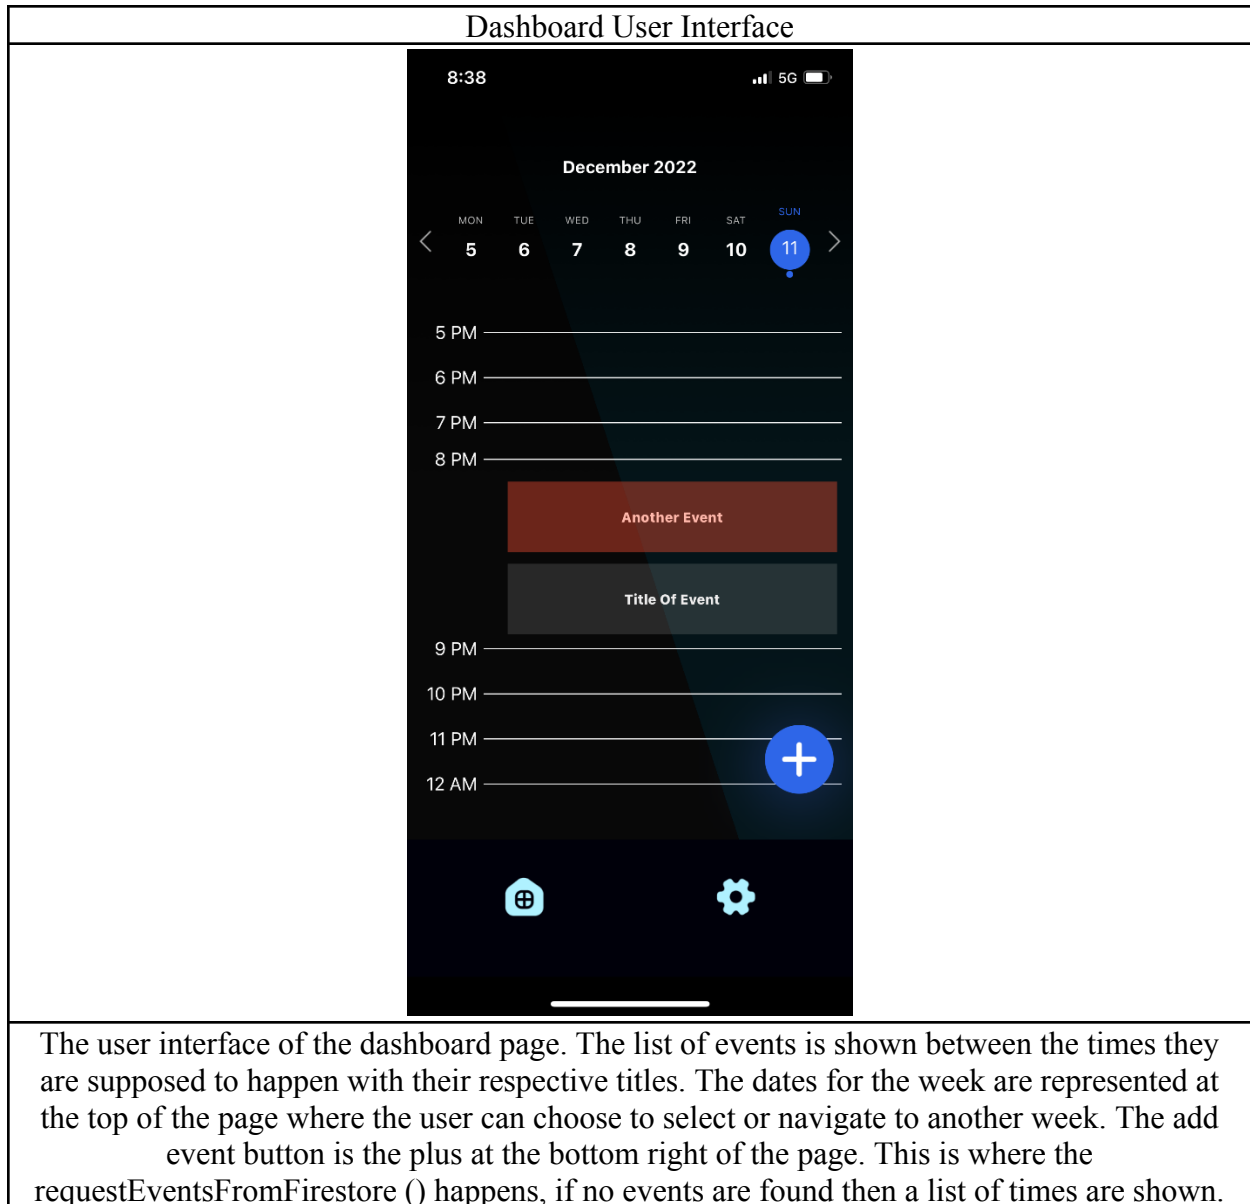 Dashboard User Interface
8:38 5G
December 2022
MON TUE WED THU FRI SAT SUN
5 6 7 8 9 10 11
5 PM
6 PM
7 PM
8 PM
Another Event
Title Of Event
9 PM
10 PM
11 PM
12 AM
The user interface of the dashboard page. The list of events is shown between the times they
are supposed to happen with their respective titles. The dates for the week are represented at
the top of the page where the user can choose to select or navigate to another week. The add
event button is the plus at the bottom right of the page. This is where the
requestEventsFromFirestore () happens, if no events are found then a list of times are shown.